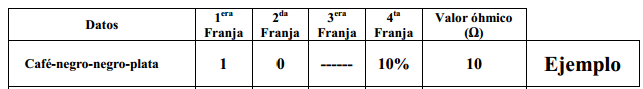 Datos 1era Franja 2da Franja 3era Franja 4ta Franja Valor óhmico (Ω)
Café-negro-negro-plata 1 0 ------ 10% 10 Ejemplo